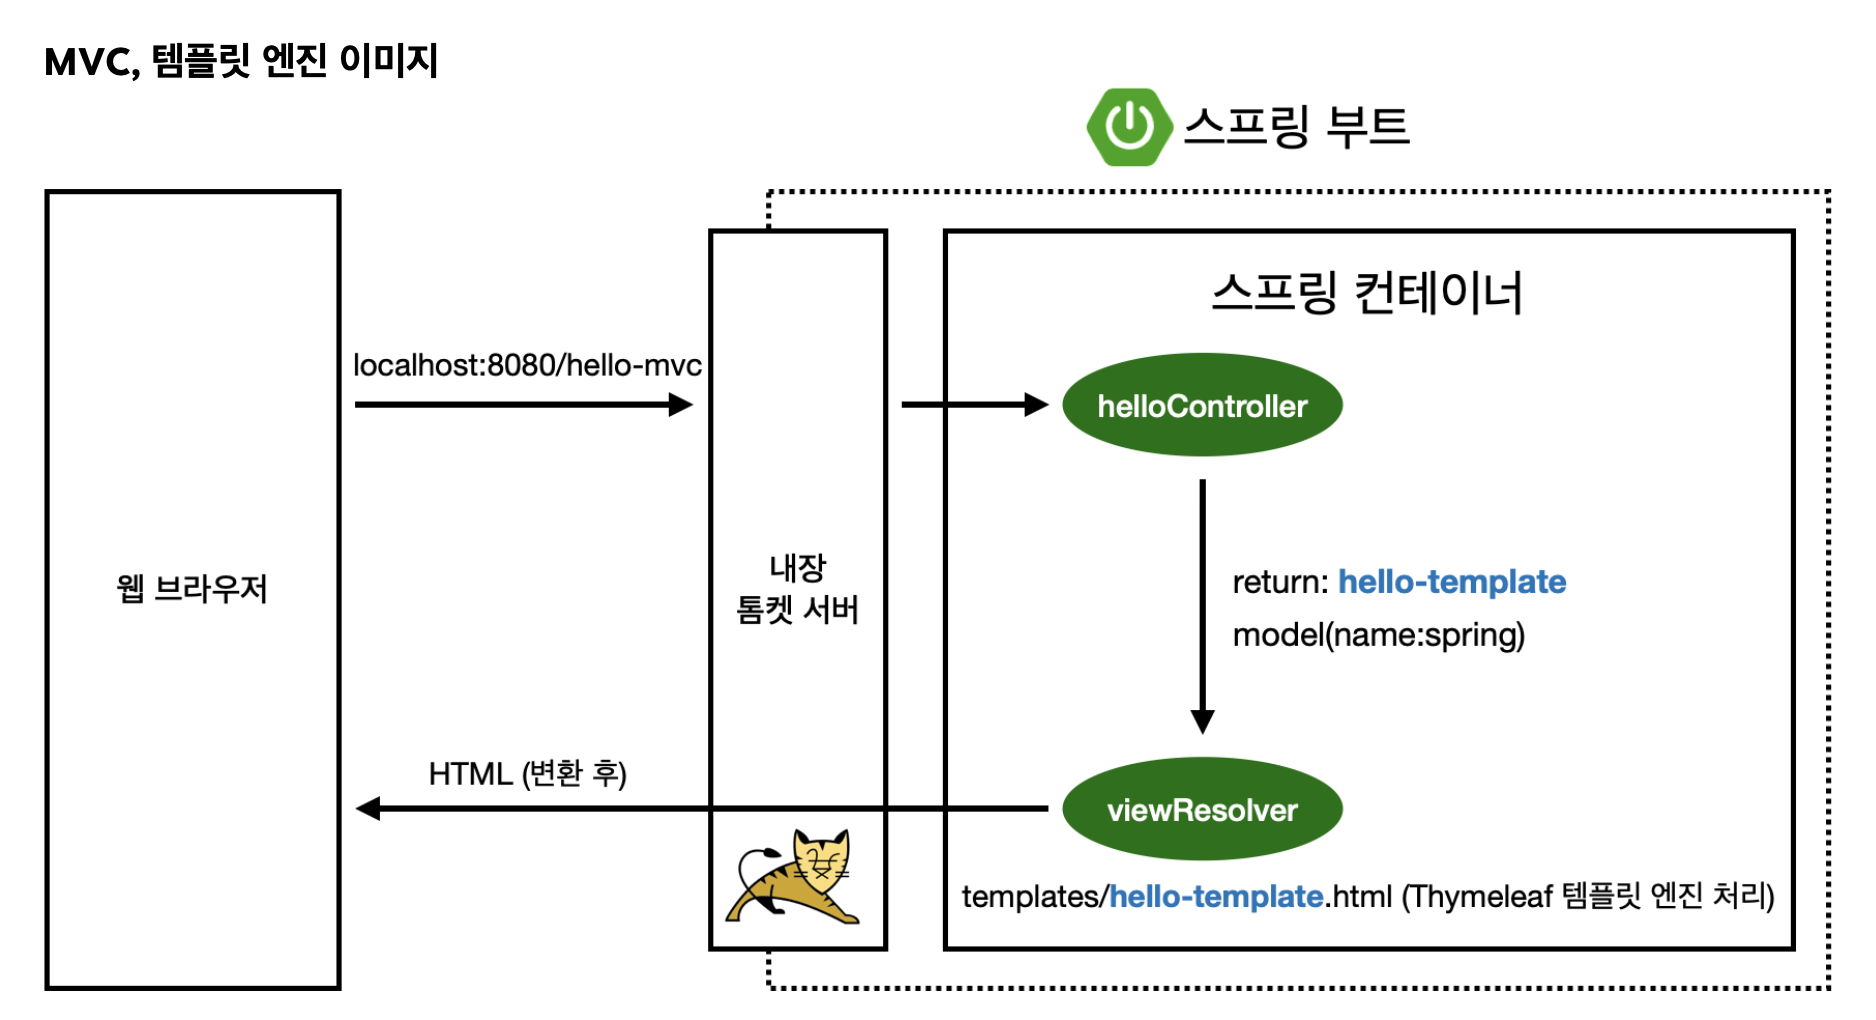 MVC, 템플릿 엔진 이미지
스프링 부트
스프링 컨테이너
localhost:8080/hello-mvc
helloController
웹 브라우저
내장
톰켓 서버
return: hello-template
model(name:spring)
HTML (변환 후)
viewResolver
templates/hello-template.html (Thymeleaf 템플릿 엔진 처리)